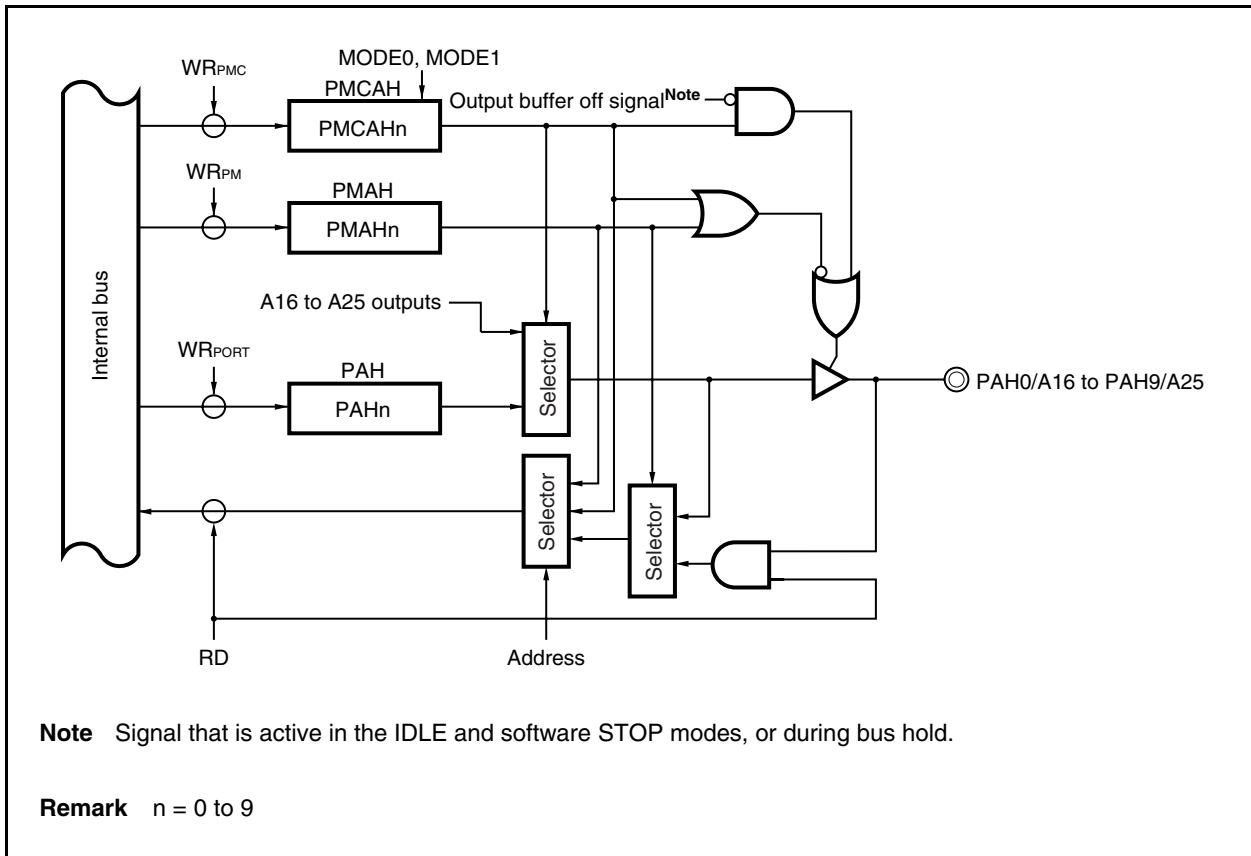 MODE0, MODE1
WRPMC
PMCAH
Output buffer off signalNote
PMCAHn
WRPM
PMAH
PMAHn
Internal bus
A16 to A25 outputs
WRPORT
PAH
Selector
PAHn
PAH0/A16 to PAH9/A25
Selector
Selector
RD
Address
Note Signal that is active in the IDLE and software STOP modes, or during bus hold.
Remark n = 0 to 9